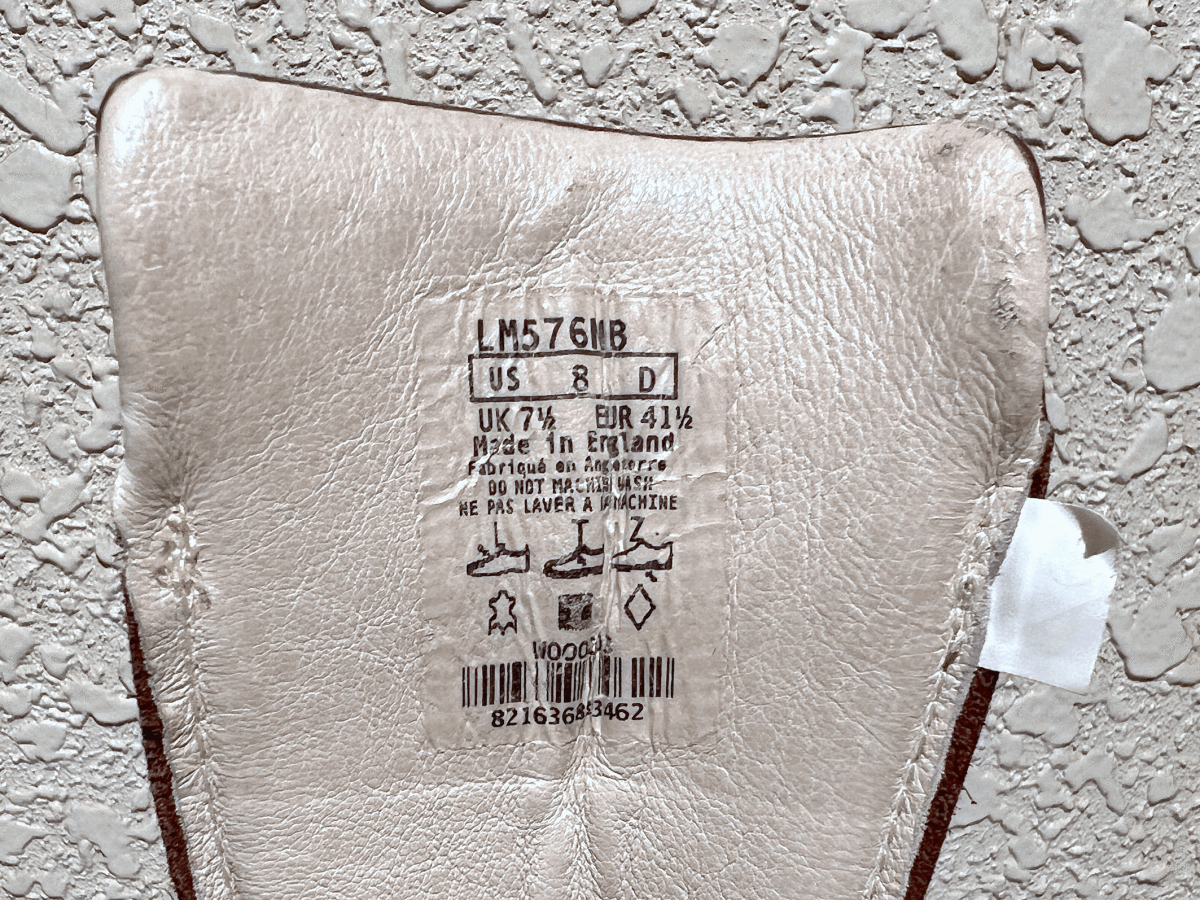 LM576NB
US 8 D
UK 7½ EUR 41½
Made in England
Fabriqué en Angleterre
DO NOT MACHINE WASH
NE PAS LAVER A LA MACHINE